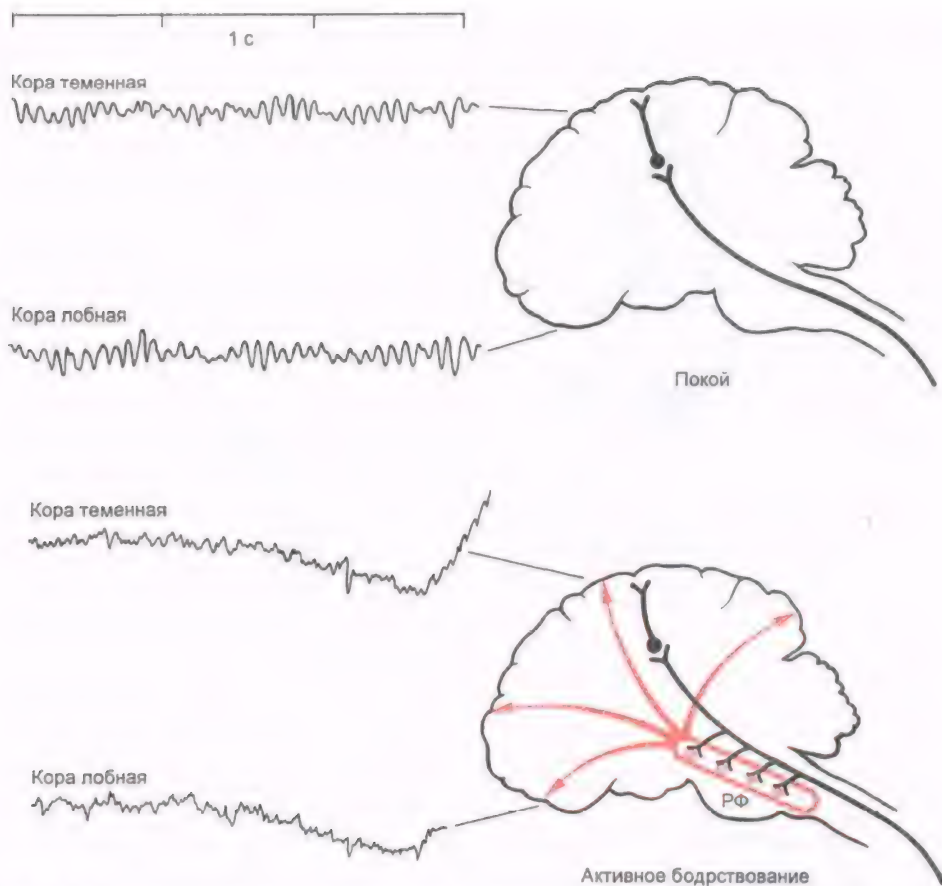 1 с
Кора теменная
Кора лобная
Покой
Кора теменная
Кора лобная
РФ
Активное бодрствование